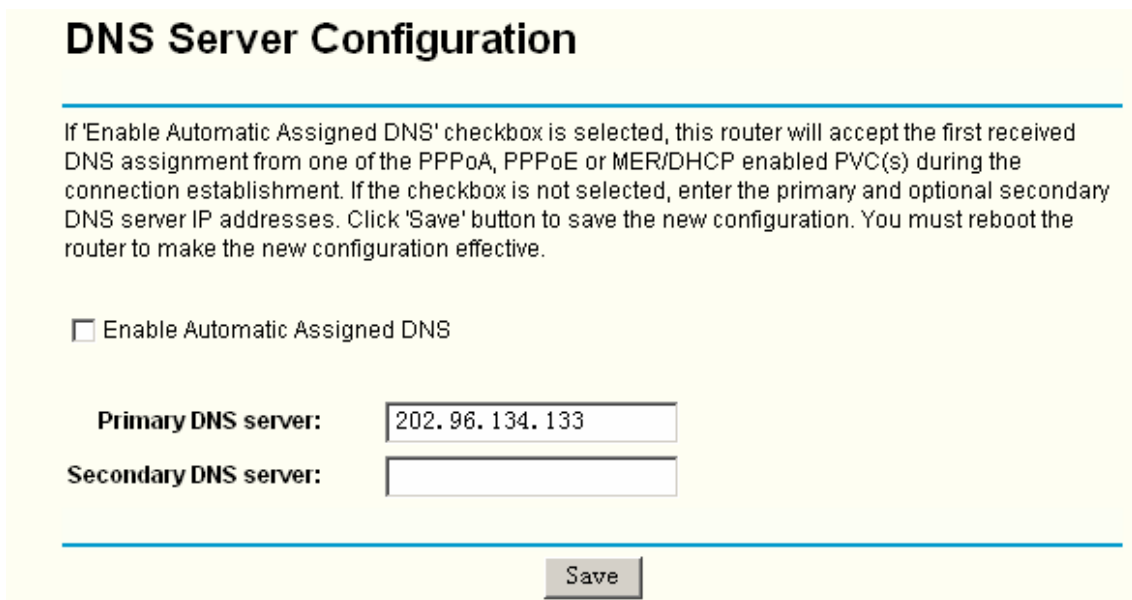 DNS Server Configuration
If 'Enable Automatic Assigned DNS' checkbox is selected, this router will accept the first received
DNS assignment from one of the PPPoA, PPPoE or MER/DHCP enabled PVC(s) during the
connection establishment. If the checkbox is not selected, enter the primary and optional secondary
DNS server IP addresses. Click 'Save' button to save the new configuration. You must reboot the
router to make the new configuration effective.
Enable Automatic Assigned DNS
Primary DNS server: 202.96.134.133
Secondary DNS server:
Save